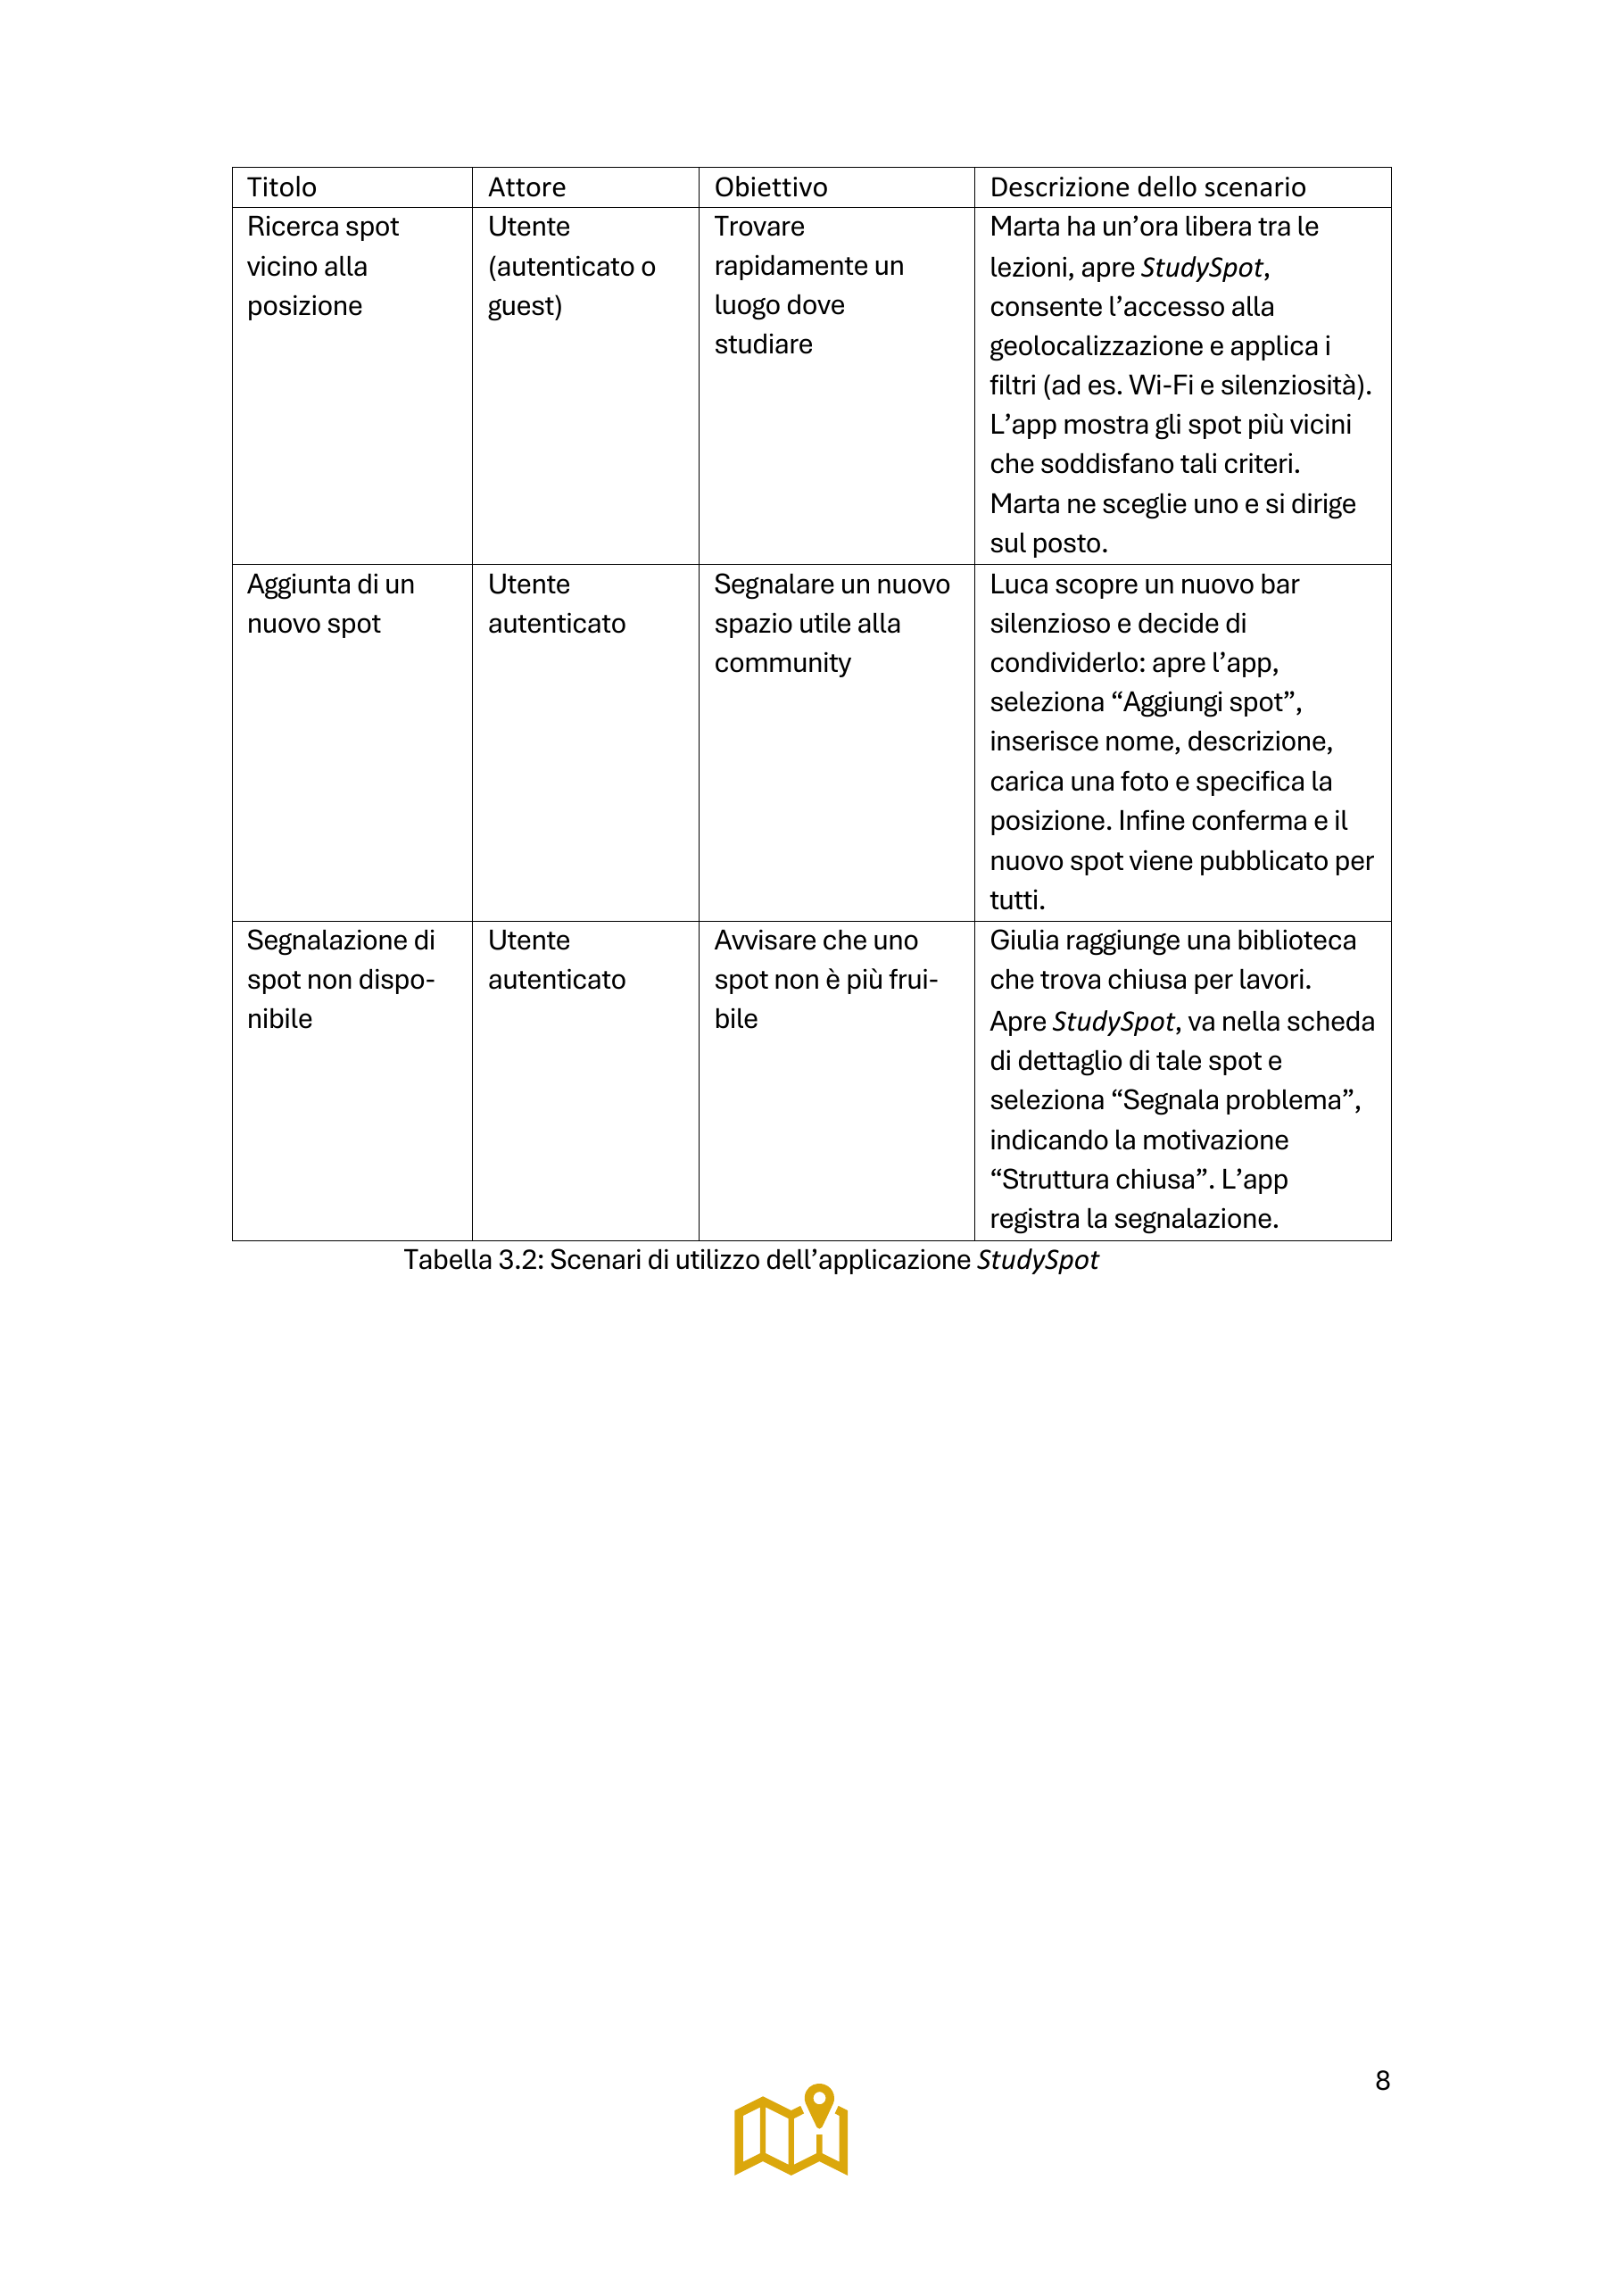 Titolo
Attore
Obiettivo
Descrizione dello scenario
Ricerca spot
vicino alla
posizione
Utente
(autenticato o
guest)
Trovare
rapidamente un
luogo dove
studiare
Marta ha un’ora libera tra le
lezioni, apre StudySpot,
consente l’accesso alla
geolocalizzazione e applica i
filtri (ad es. Wi-Fi e silenziosità).
L’app mostra gli spot più vicini
che soddisfano tali criteri.
Marta ne sceglie uno e si dirige
sul posto.
Aggiunta di un
nuovo spot
Utente
autenticato
Segnalare un nuovo
spazio utile alla
community
Luca scopre un nuovo bar
silenzioso e decide di
condividerlo: apre l’app,
seleziona “Aggiungi spot”,
inserisce nome, descrizione,
carica una foto e specifica la
posizione. Infine conferma e il
nuovo spot viene pubblicato per
tutti.
Segnalazione di
spot non dispo-
nibile
Utente
autenticato
Avvisare che uno
spot non è più frui-
bile
Giulia raggiunge una biblioteca
che trova chiusa per lavori.
Apre StudySpot, va nella scheda
di dettaglio di tale spot e
seleziona “Segnala problema”,
indicando la motivazione
“Struttura chiusa”. L’app
registra la segnalazione.
Tabella 3.2: Scenari di utilizzo dell’applicazione StudySpot
8